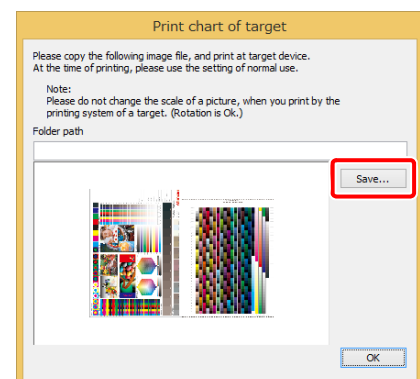 Print chart of target
Please copy the following image file, and print at target device.
At the time of printing, please use the setting of normal use.
Note:
Please do not change the scale of a picture, when you print by the
printing system of a target. (Rotation is Ok.)
Folder path
Save...
OK